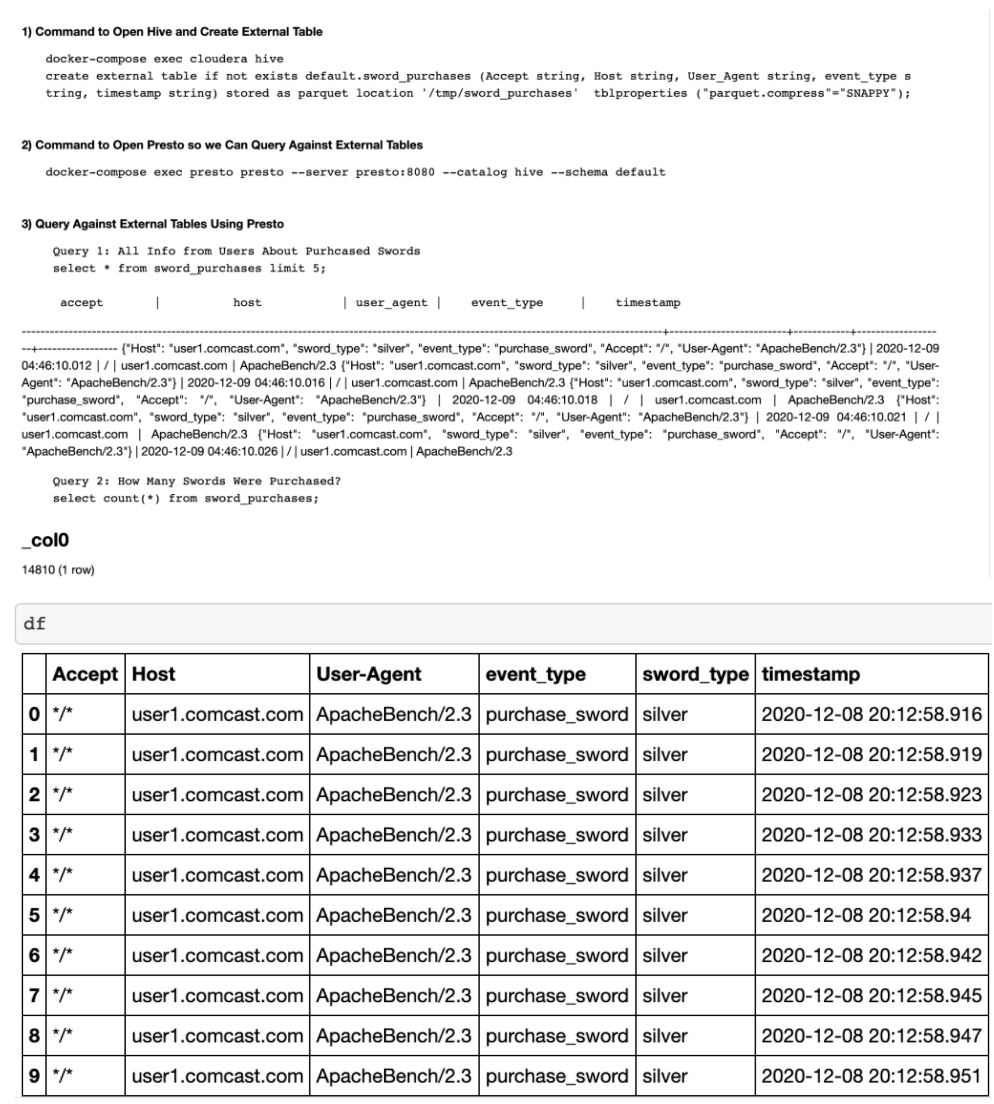 1) Command to Open Hive and Create External Table
docker-compose exec cloudera hive
create external table if not exists default.sword_purchases (Accept string, Host string, User_Agent string, event_type s
tring, timestamp string) stored as parquet location '/tmp/sword_purchases'  tblproperties ("parquet.compress"="SNAPPY");
2) Command to Open Presto so we Can Query Against External Tables
docker-compose exec presto presto --server presto:8080 --catalog hive --schema default
3) Query Against External Tables Using Presto
Query 1: All Info from Users About Purhcased Swords
select * from sword_purchases limit 5;
accept | host | user_agent | event_type | timestamp
---------------------------------------------------------------------------------------------------------------------------------------------+------------------------+-------------------+------------+----------------
--+----------------- {"Host": "user1.comcast.com", "sword_type": "silver", "event_type": "purchase_sword", "Accept": "/", "User-Agent": "ApacheBench/2.3"} | 2020-12-09
04:46:10.012 | / | user1.comcast.com | ApacheBench/2.3 {"Host": "user1.comcast.com", "sword_type": "silver", "event_type": "purchase_sword", "Accept": "/", "User-
Agent": "ApacheBench/2.3"} | 2020-12-09 04:46:10.016 | / | user1.comcast.com | ApacheBench/2.3 {"Host": "user1.comcast.com", "sword_type": "silver", "event_type":
"purchase_sword", "Accept": "/", "User-Agent": "ApacheBench/2.3"} | 2020-12-09 04:46:10.018 | / | user1.comcast.com | ApacheBench/2.3 {"Host":
"user1.comcast.com", "sword_type": "silver", "event_type": "purchase_sword", "Accept": "/", "User-Agent": "ApacheBench/2.3"} | 2020-12-09 04:46:10.021 | / |
user1.comcast.com | ApacheBench/2.3 {"Host": "user1.comcast.com", "sword_type": "silver", "event_type": "purchase_sword", "Accept": "/", "User-Agent":
"ApacheBench/2.3"} | 2020-12-09 04:46:10.026 | / | user1.comcast.com | ApacheBench/2.3
Query 2: How Many Swords Were Purchased?
select count(*) from sword_purchases;
_col0
14810 (1 row)
df
Accept Host User-Agent event_type sword_type timestamp
0 */* user1.comcast.com ApacheBench/2.3 purchase_sword silver 2020-12-08 20:12:58.916
1 */* user1.comcast.com ApacheBench/2.3 purchase_sword silver 2020-12-08 20:12:58.919
2 */* user1.comcast.com ApacheBench/2.3 purchase_sword silver 2020-12-08 20:12:58.923
3 */* user1.comcast.com ApacheBench/2.3 purchase_sword silver 2020-12-08 20:12:58.933
4 */* user1.comcast.com ApacheBench/2.3 purchase_sword silver 2020-12-08 20:12:58.937
5 */* user1.comcast.com ApacheBench/2.3 purchase_sword silver 2020-12-08 20:12:58.94
6 */* user1.comcast.com ApacheBench/2.3 purchase_sword silver 2020-12-08 20:12:58.942
7 */* user1.comcast.com ApacheBench/2.3 purchase_sword silver 2020-12-08 20:12:58.945
8 */* user1.comcast.com ApacheBench/2.3 purchase_sword silver 2020-12-08 20:12:58.947
9 */* user1.comcast.com ApacheBench/2.3 purchase_sword silver 2020-12-08 20:12:58.951